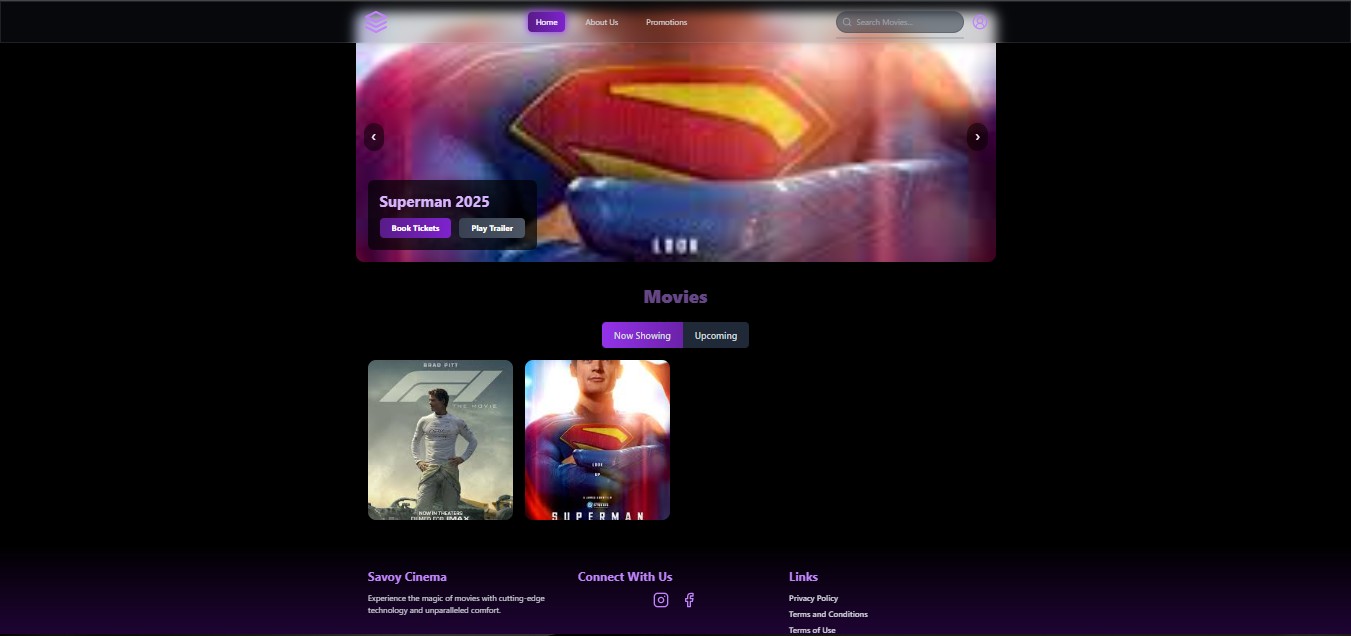 Home
About Us
Promotions
Search Movies...
LOOK
Superman 2025
Book Tickets
Play Trailer
Movies
Now Showing
Upcoming
BRAD PITT
F1
THE MOVIE
NOW IN THEATERS
FILMED FOR IMAX
LOOK
UP
SUPERMAN
Savoy Cinema
Experience the magic of movies with cutting-edge
technology and unparalleled comfort.
Connect With Us
Links
Privacy Policy
Terms and Conditions
Terms of Use